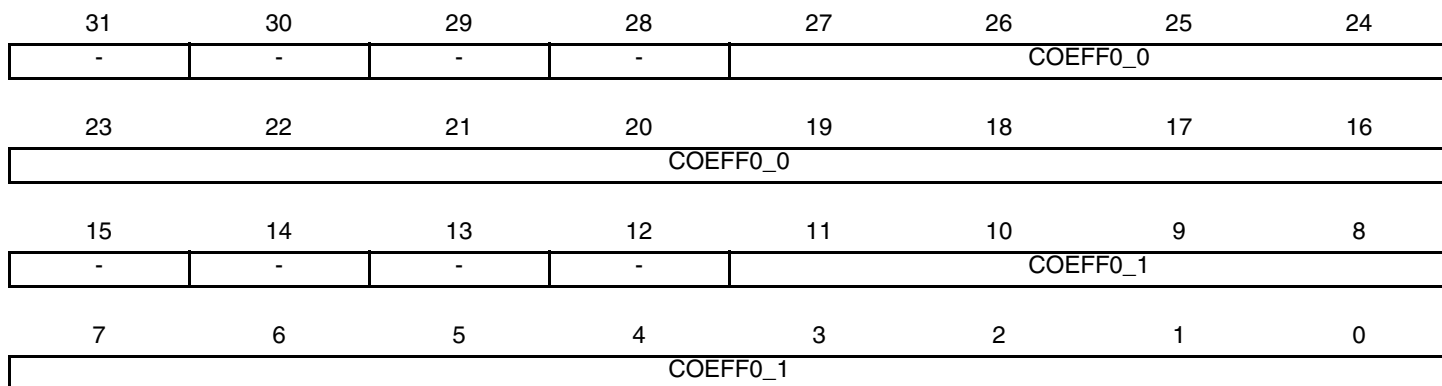 31 30 29 28 27 26 25 24
- - - - COEFF0_0
23 22 21 20 19 18 17 16
COEFF0_0
15 14 13 12 11 10 9 8
- - - - COEFF0_1
7 6 5 4 3 2 1 0
COEFF0_1